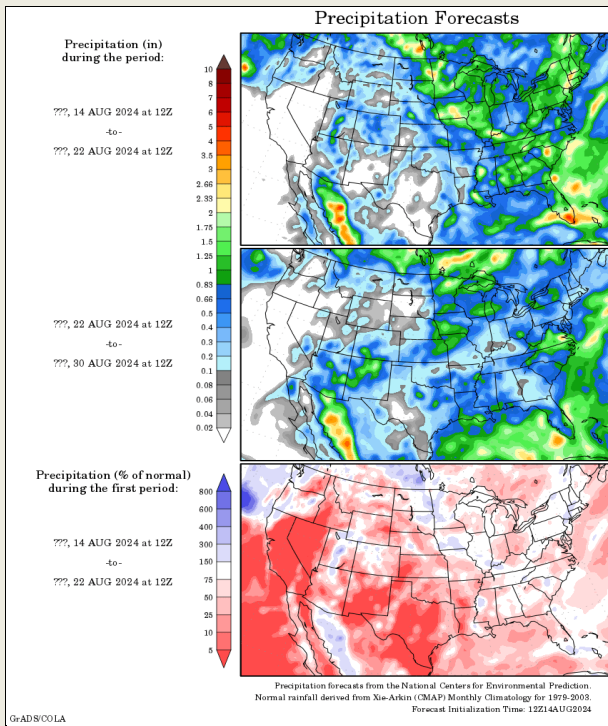 Precipitation Forecasts
Precipitation (in)
during the period:
???, 14 AUG 2024 at 12Z
-to-
???, 22 AUG 2024 at 12Z
10
8
7
6
5
4
3.5
3
2.66
2.33
2
1.75
1.5
1.25
1
0.83
0.66
0.5
0.4
0.3
0.2
0.1
0.08
0.06
0.04
0.02
???, 22 AUG 2024 at 12Z
-to-
???, 30 AUG 2024 at 12Z
Precipitation (% of normal)
during the first period:
???, 14 AUG 2024 at 12Z
-to-
???, 22 AUG 2024 at 12Z
800
600
400
300
150
75
50
25
10
5
Precipitation forecasts from the National Centers for Environmental Prediction.
Normal rainfall derived from Xie-Arkin (CMAP) Monthly Climatology for 1979-2003.
Forecast Initialization Time: 12Z14AUG2024
GrADS/COLA